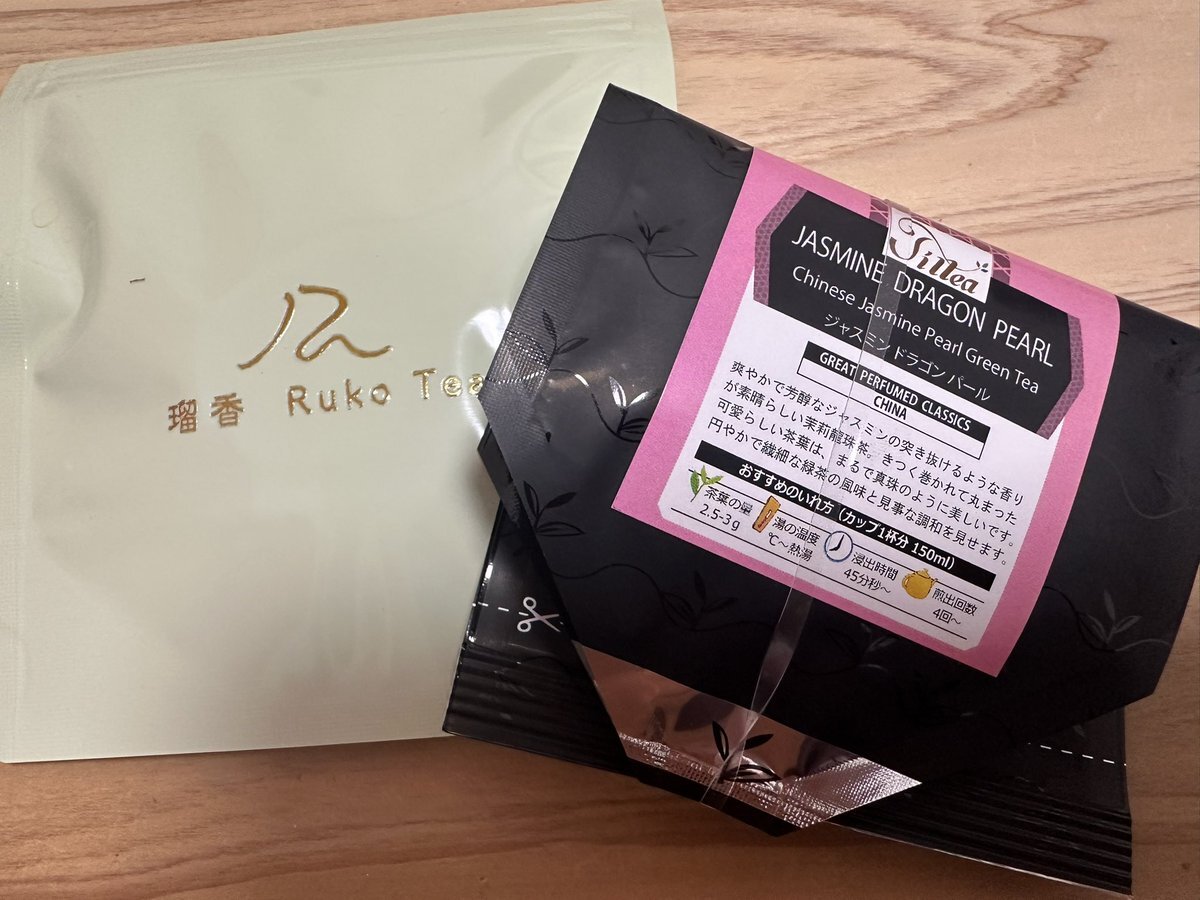 瑠香 Ruko Tea
Jillea
JASMINE DRAGON PEARL
Chinese Jasmine Pearl Green Tea
ジャスミンドラゴンパール
GREAT PERFUMED CLASSICS
CHINA
爽やかで芳醇なジャスミンの突き抜けるような香り
が素晴らしい茉莉龍珠茶。きつく巻かれて丸まった
可愛らしい茶葉は、まるで真珠のように美しいです。
円やかで繊細な緑茶の風味と見事な調和を見せます。
おすすめのいれ方（カップ1杯分 150ml）
茶葉の量
2.5-3g
湯の温度
℃～熱湯
浸出時間
45分秒～
煎出回数
4回～